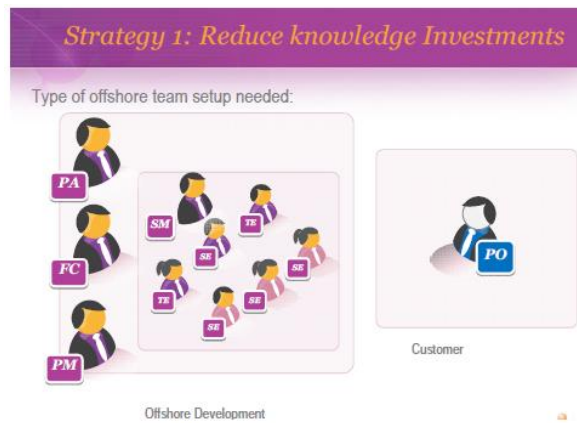 Strategy 1: Reduce knowledge Investments
Type of offshore team setup needed:
PA
SM
TE
SE
FC
PO
SE
TE
SE
SE
PM
Customer
Offshore Development